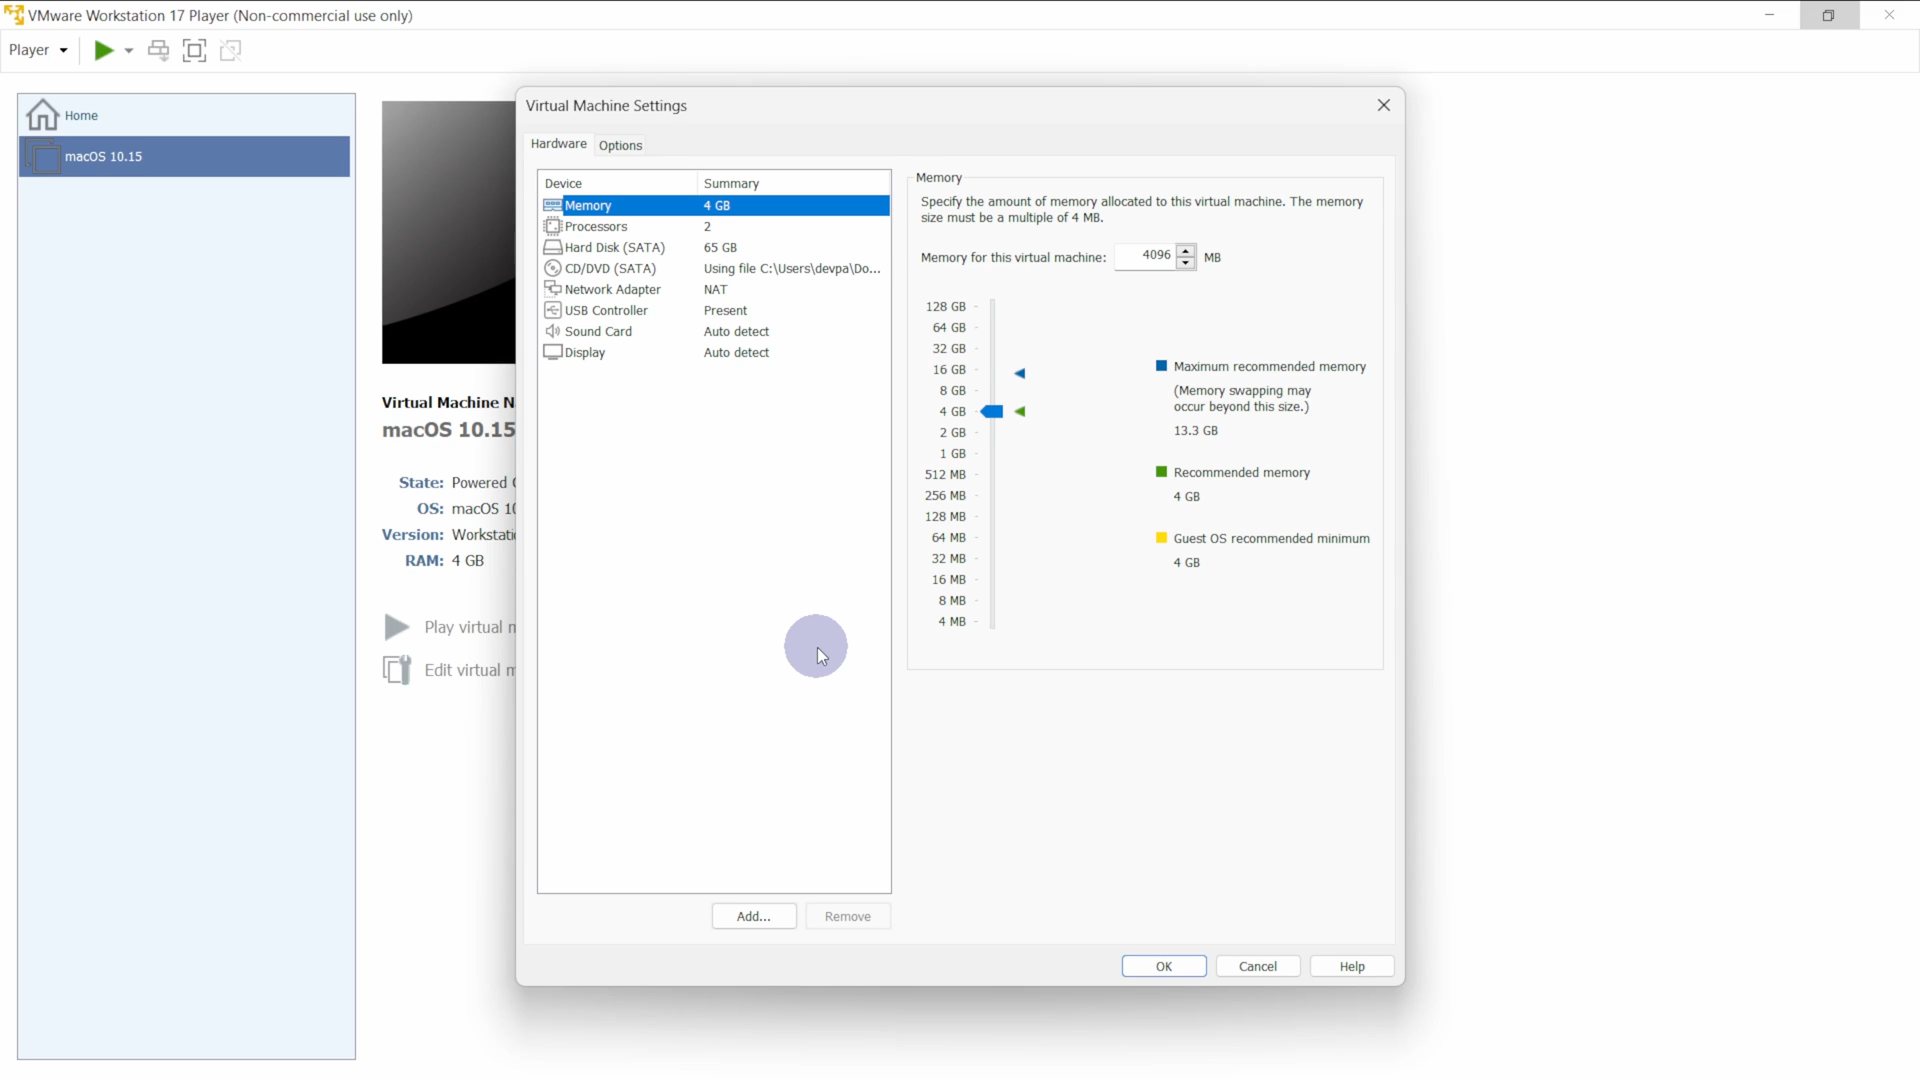 VMware Workstation 17 Player (Non-commercial use only)
Player
Home
macOS 10.15
Virtual Machine N
macOS 10.15
State: Powered
OS: macOS 10
Version: Workstati
RAM: 4 GB
Play virtual
Edit virtual
Virtual Machine Settings
Hardware Options
Device Summary
Memory 4 GB
Processors 2
Hard Disk (SATA) 65 GB
CD/DVD (SATA) Using file C:\Users\devpa\Do...
Network Adapter NAT
USB Controller Present
Sound Card Auto detect
Display Auto detect
Add... Remove
Memory
Specify the amount of memory allocated to this virtual machine. The memory
size must be a multiple of 4 MB.
Memory for this virtual machine: 4096 MB
128 GB
64 GB
32 GB
16 GB
8 GB
4 GB
2 GB
1 GB
512 MB
256 MB
128 MB
64 MB
32 MB
16 MB
8 MB
4 MB
Maximum recommended memory
(Memory swapping may
occur beyond this size.)
13.3 GB
Recommended memory
4 GB
Guest OS recommended minimum
4 GB
OK Cancel Help